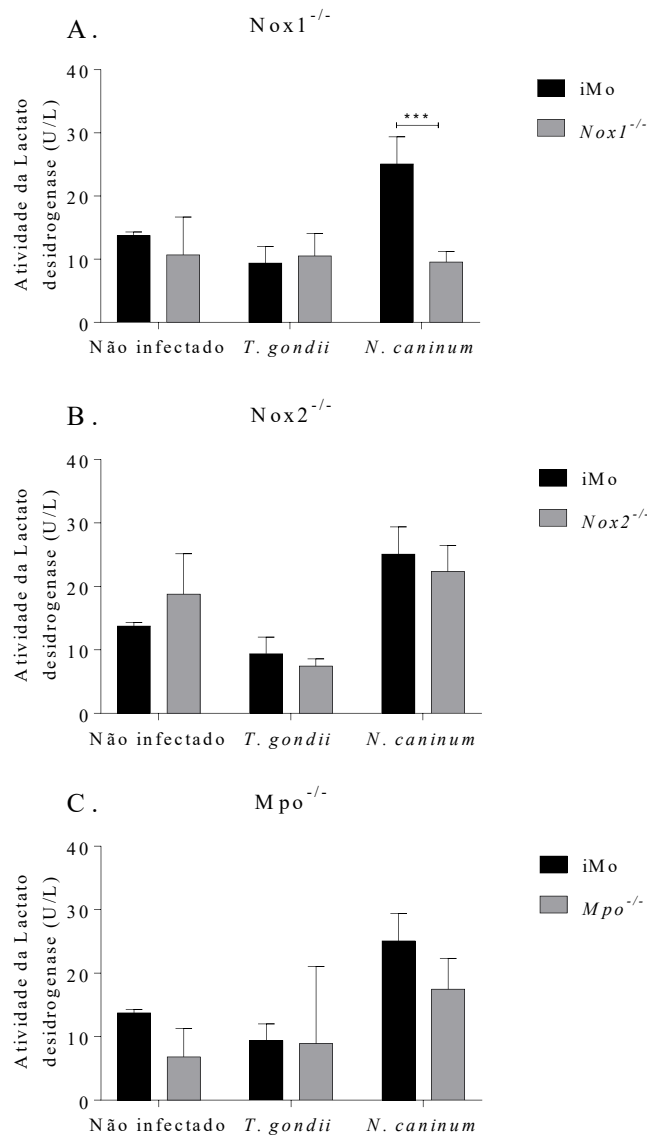 A. Nox1-/-
Atividade da Lactato
desidrogenase (U/L)
40
30
20
10
0
***
iMo
Nox1-/-
Não infectado T. gondii N. caninum
B. Nox2-/-
Atividade da Lactato
desidrogenase (U/L)
40
30
20
10
0
iMo
Nox2-/-
Não infectado T. gondii N. caninum
C. Mpo-/-
Atividade da Lactato
desidrogenase (U/L)
40
30
20
10
0
iMo
Mpo-/-
Não infectado T. gondii N. caninum